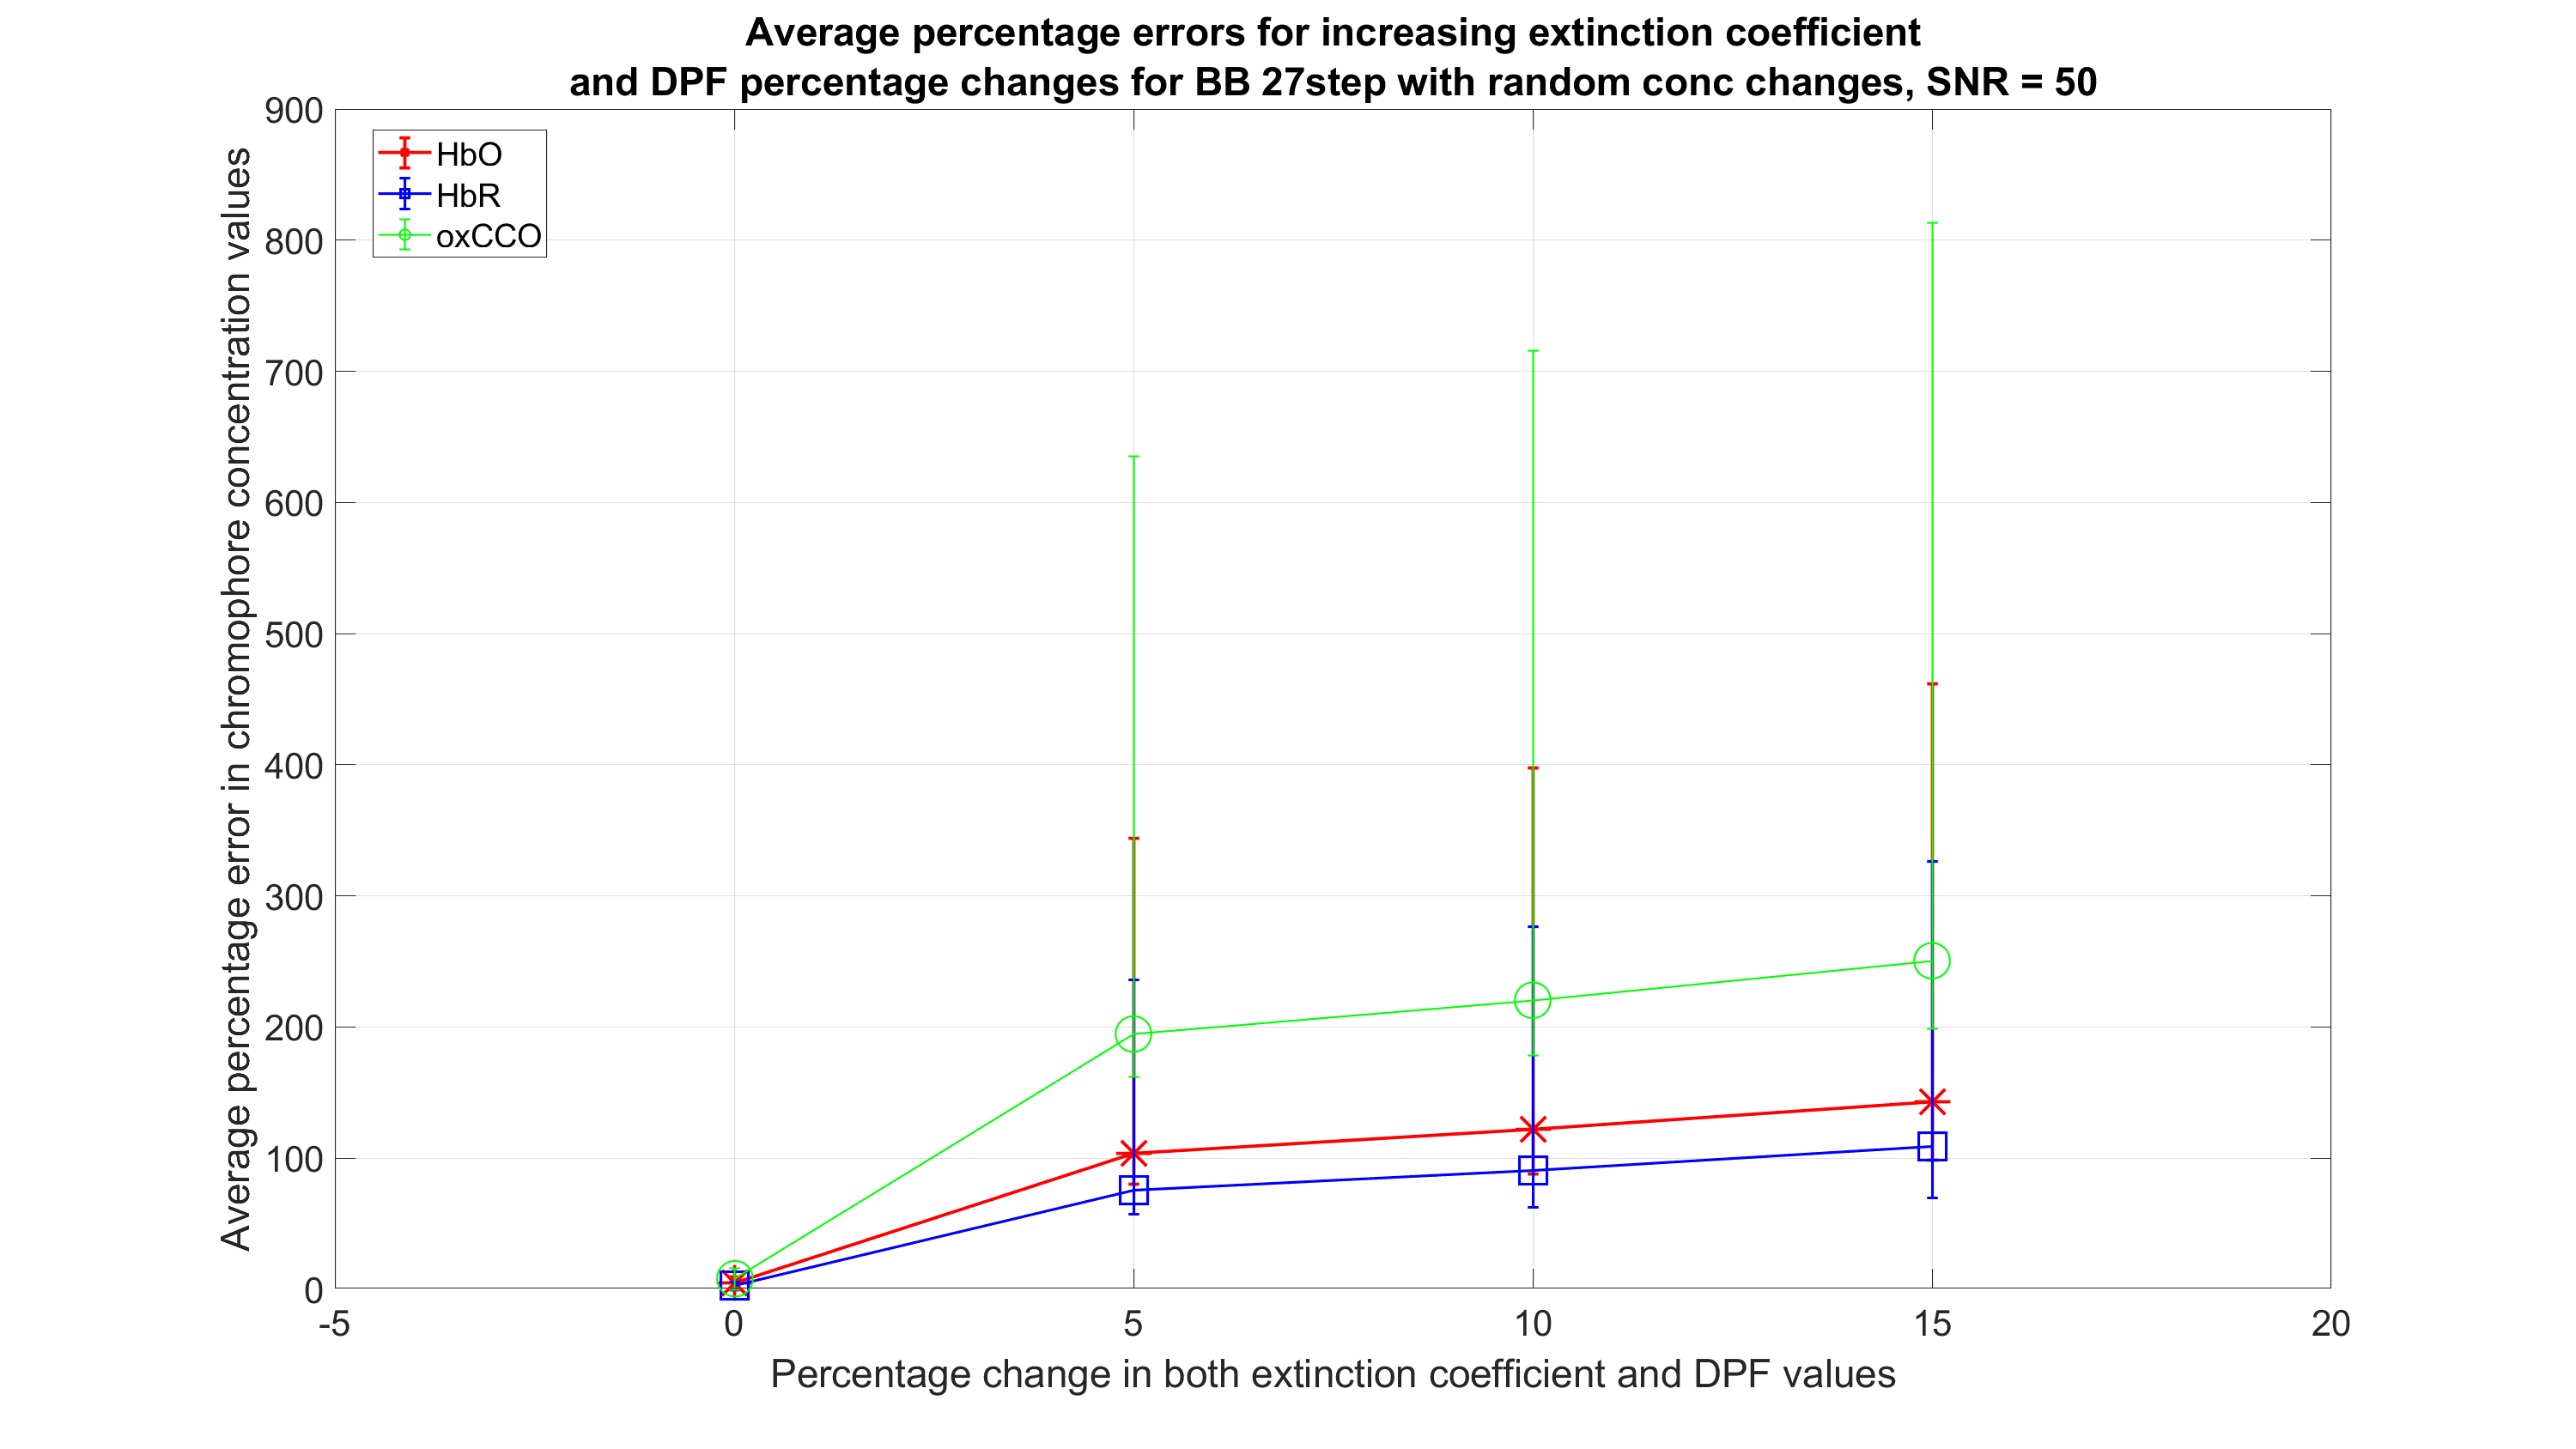 Average percentage errors for increasing extinction coefficient
and DPF percentage changes for BB 27step with random conc changes, SNR = 50
Average percentage error in chromophore concentration values
900
800
700
600
500
400
300
200
100
0
HbO
HbR
oxCCO
-5
0
5
10
15
20
Percentage change in both extinction coefficient and DPF values